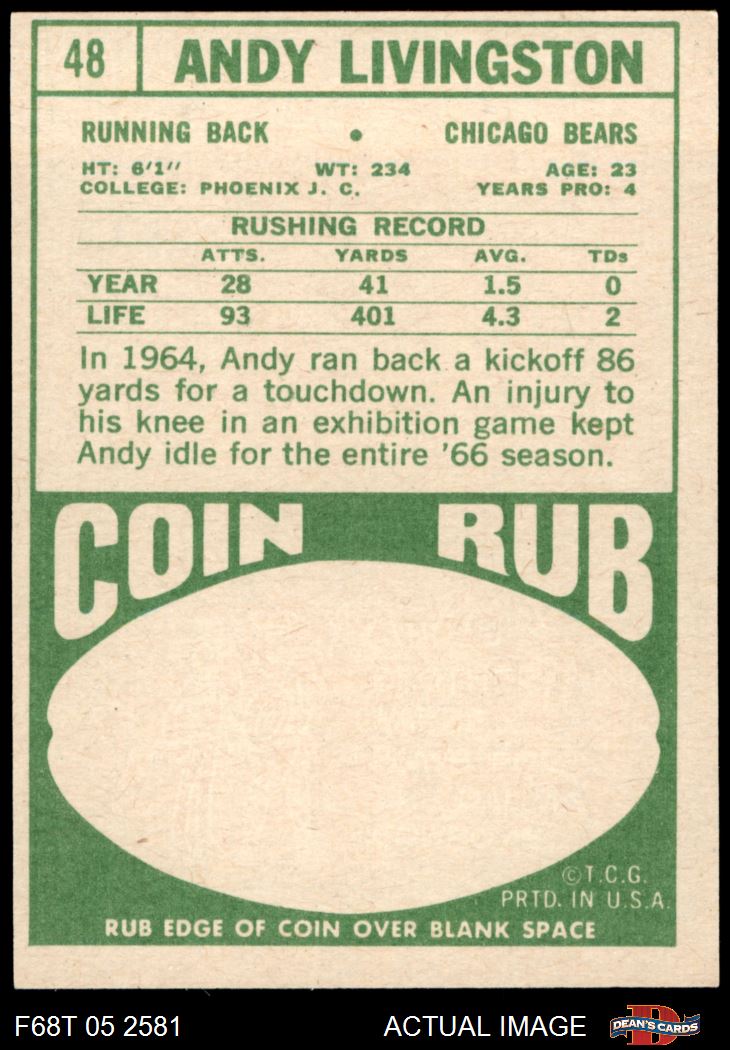 48 ANDY LIVINGSTON
RUNNING BACK • CHICAGO BEARS
HT: 6'1'' WT: 234 AGE: 23
COLLEGE: PHOENIX J. C. YEARS PRO: 4
RUSHING RECORD
ATTS. YARDS AVG. TDs
YEAR 28 41 1.5 0
LIFE 93 401 4.3 2
In 1964, Andy ran back a kickoff 86
yards for a touchdown. An injury to
his knee in an exhibition game kept
Andy idle for the entire '66 season.
COIN RUB
©T.C.G.
PRTD. IN U.S.A.
RUB EDGE OF COIN OVER BLANK SPACE
F68T 05 2581 ACTUAL IMAGE D DEAN'S CARDS